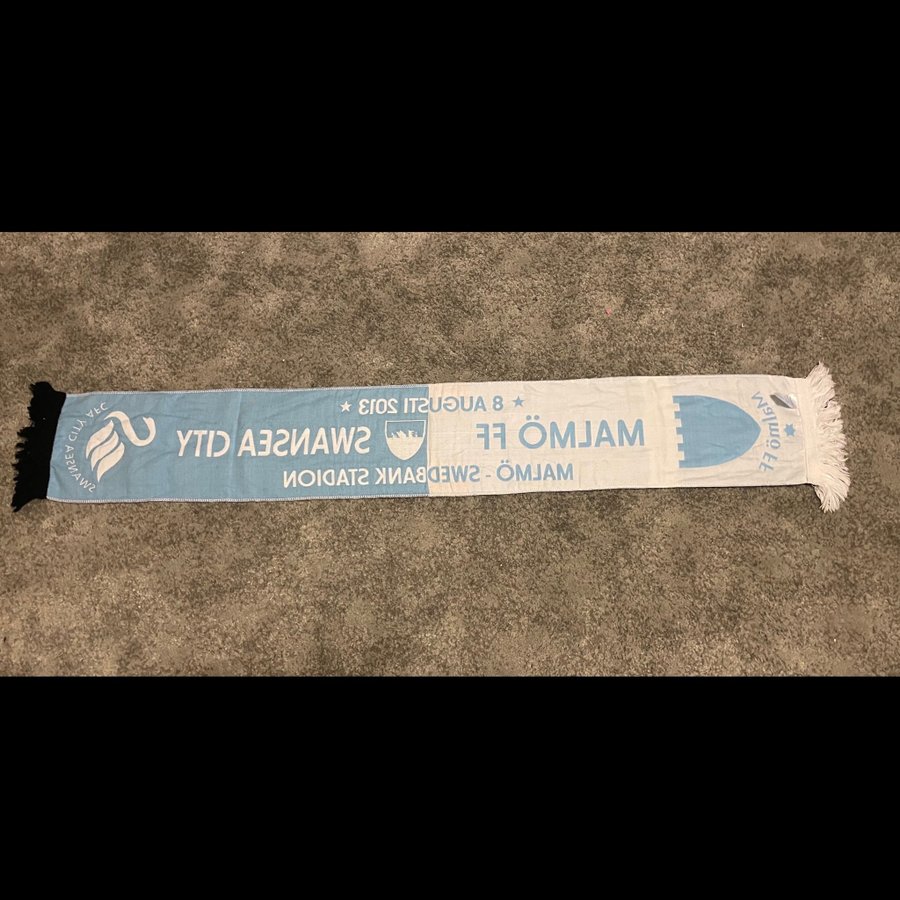 Malmö FF
★ 8 AUGUSTI 2013 ★
MALMÖ FF SWANSEA CITY
MALMÖ - SWEDBANK STADION
SWANSEA CITY AFC